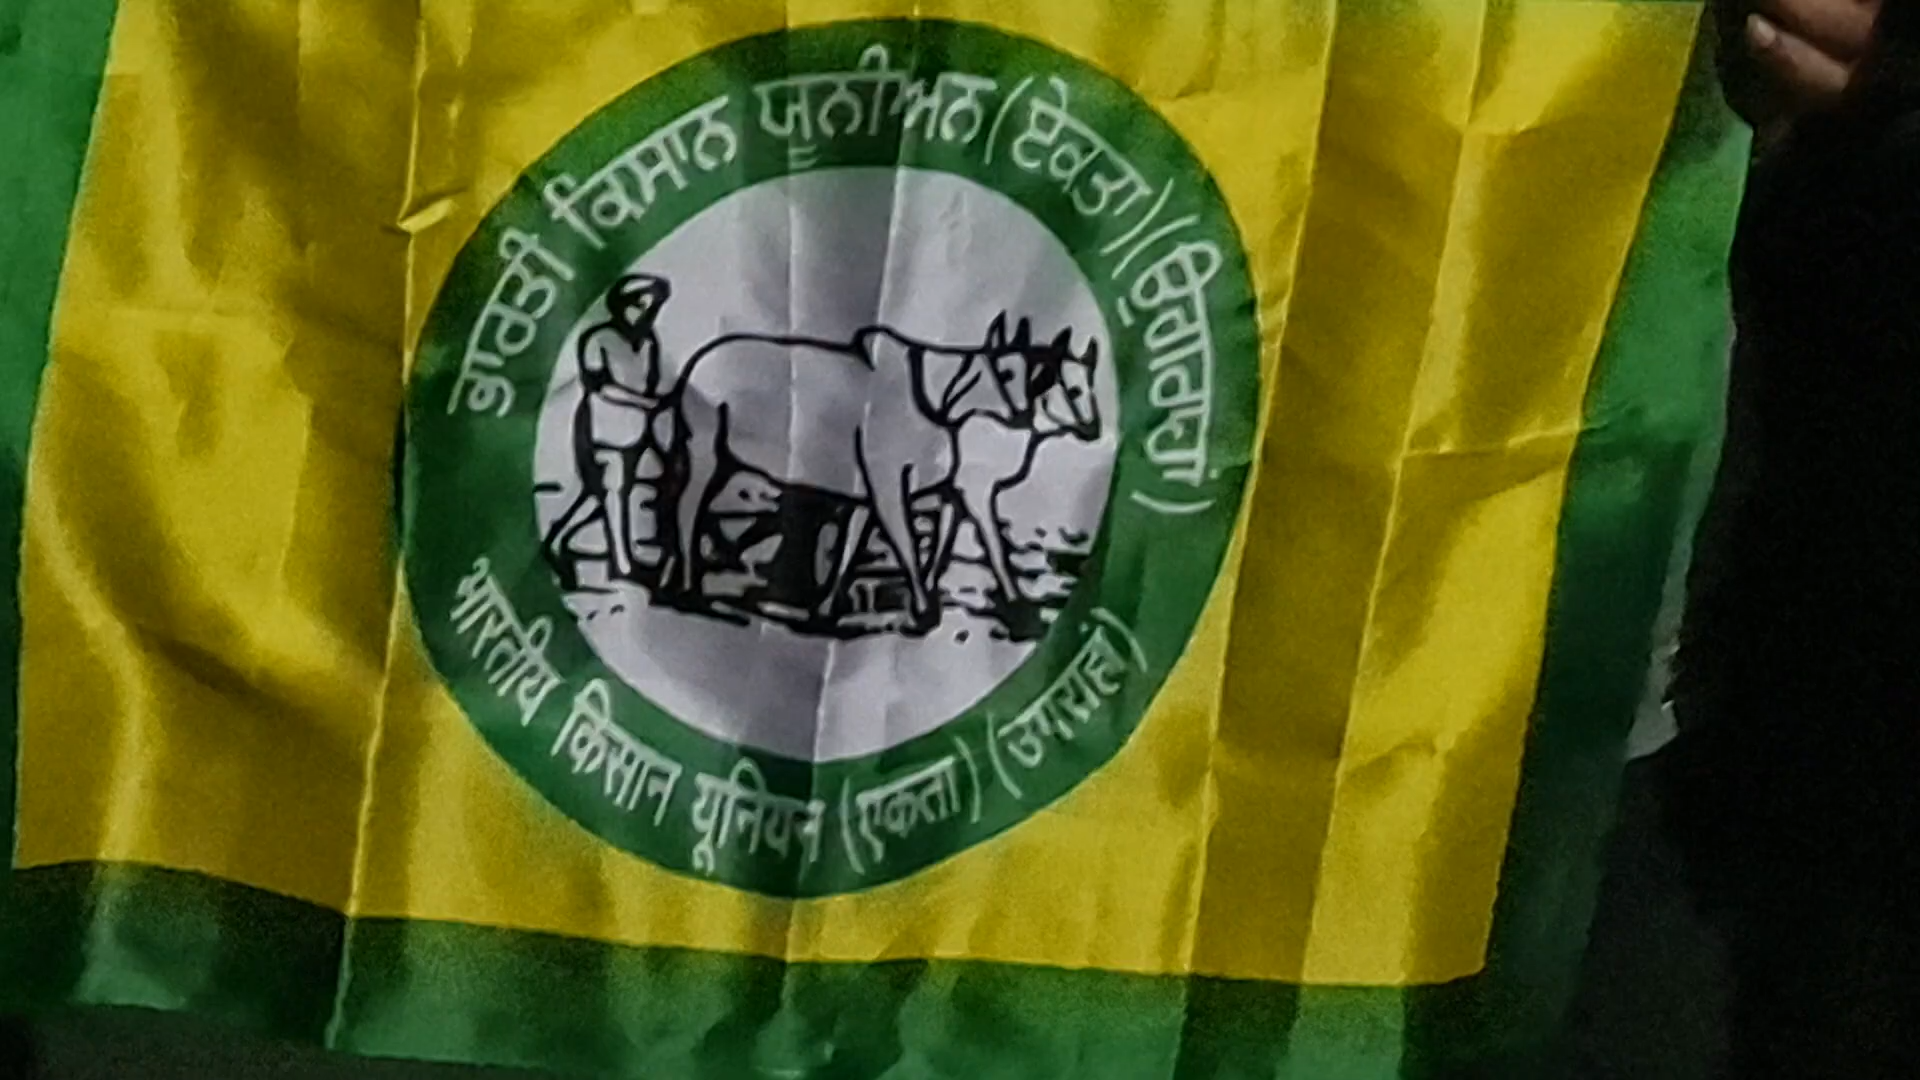 ਭਾਰਤੀ ਕਿਸਾਨ ਯੂਨੀਅਨ (ਏਕਤਾ) (ਉਗਰਾਹਾਂ)
भारतीय किसान यूनियन (एकता) (उगराहां)